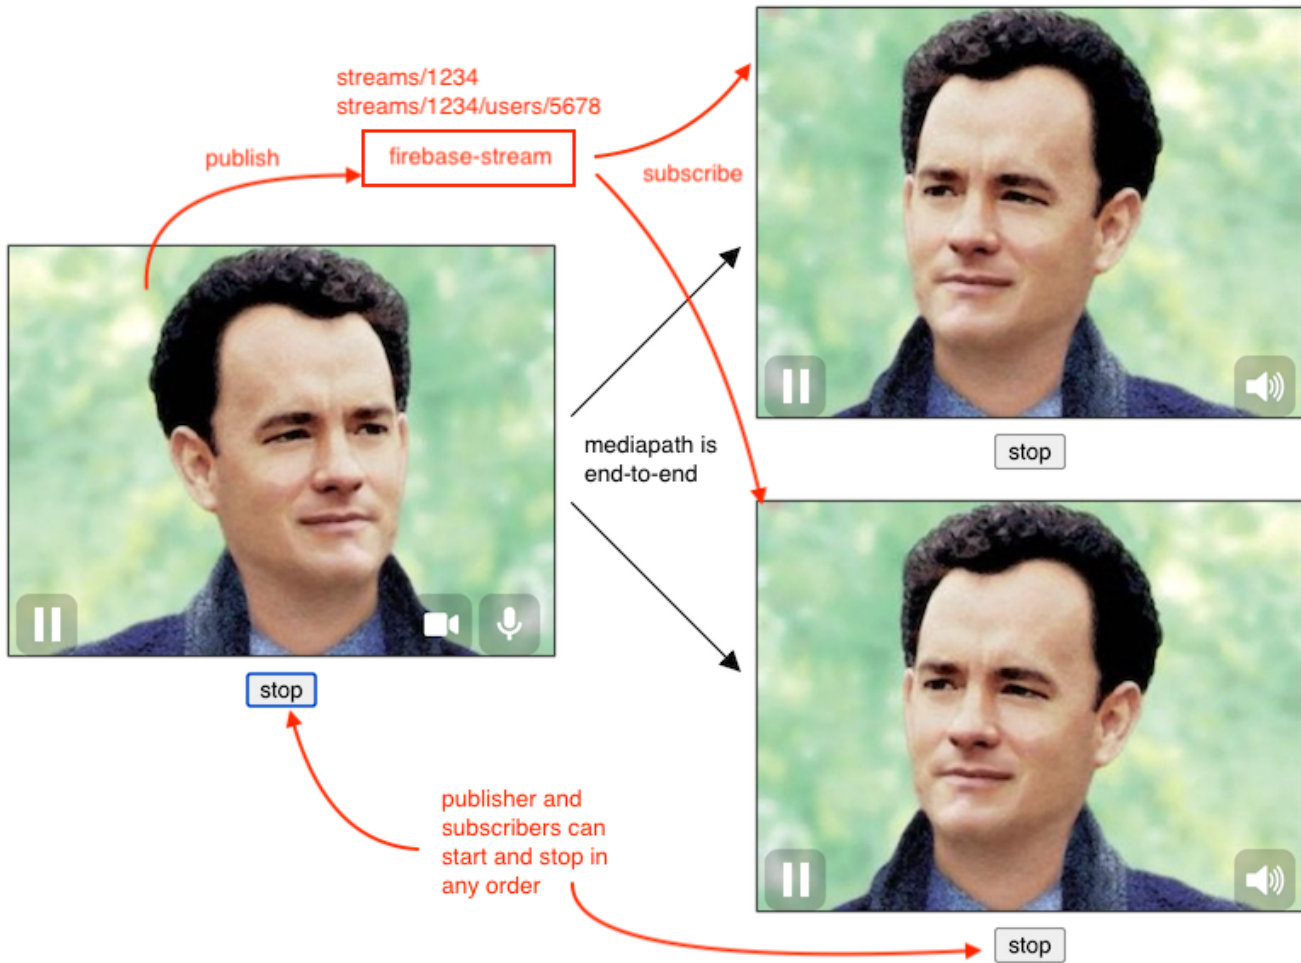 streams/1234
streams/1234/users/5678
publish
firebase-stream
subscribe
mediapath is
end-to-end
stop
stop
publisher and
subscribers can
start and stop in
any order
stop